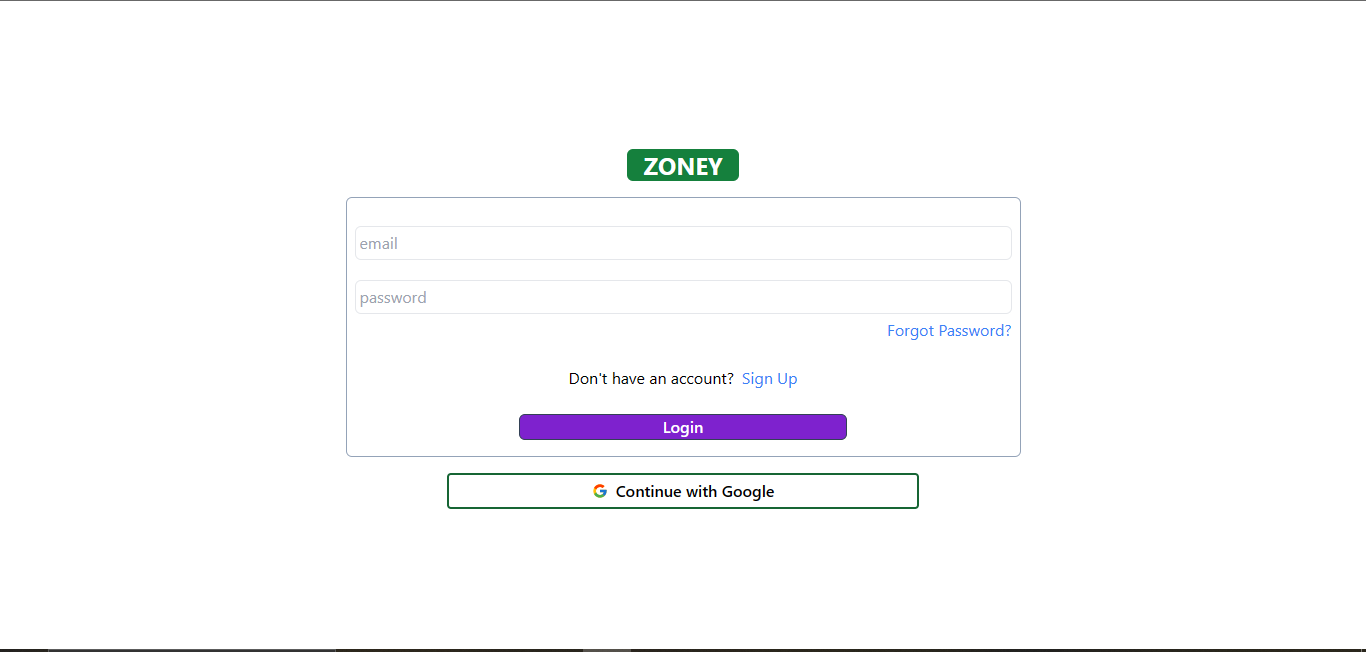 ZONEY
email
password
Forgot Password?
Don't have an account? Sign Up
Login
Continue with Google